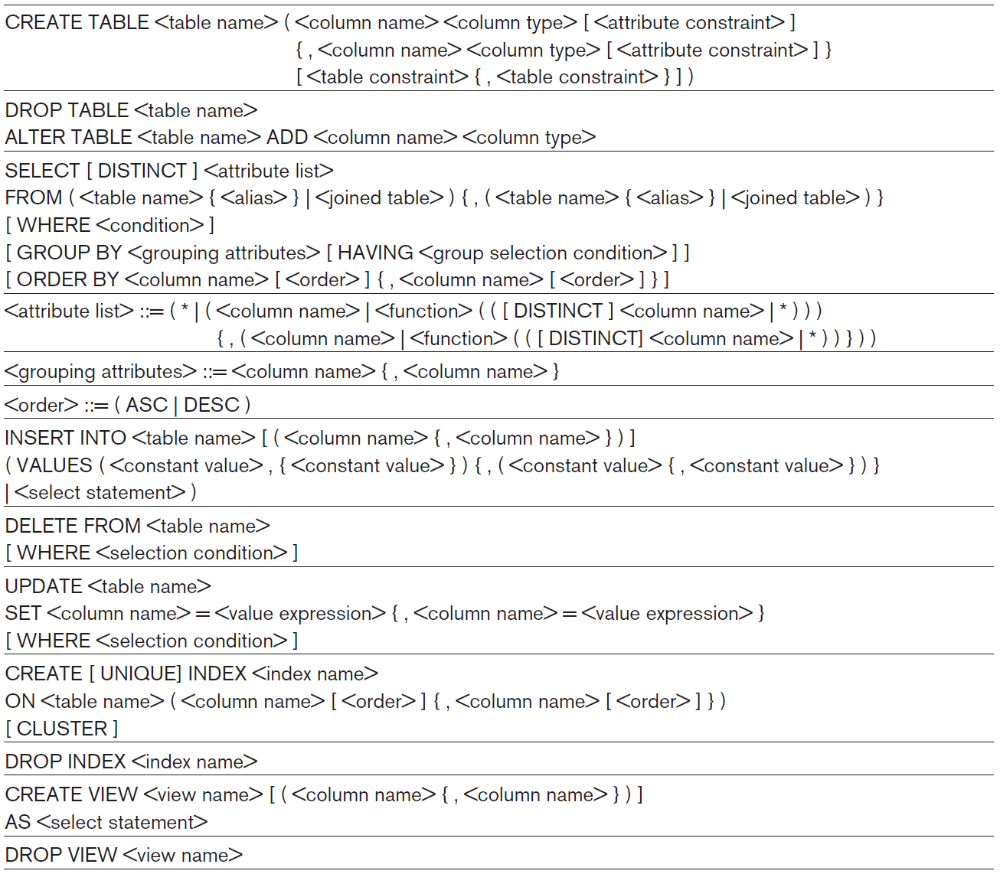 CREATE TABLE <table name> ( <column name> <column type> [ <attribute constraint> ]
{ , <column name> <column type> [ <attribute constraint> ] }
[ <table constraint> { , <table constraint> } ] )
DROP TABLE <table name>
ALTER TABLE <table name> ADD <column name> <column type>
SELECT [ DISTINCT ] <attribute list>
FROM ( <table name> { <alias> } | <joined table> ) { , ( <table name> { <alias> } | <joined table> ) }
[ WHERE <condition> ]
[ GROUP BY <grouping attributes> [ HAVING <group selection condition> ] ]
[ ORDER BY <column name> [ <order> ] { , <column name> [ <order> ] } ]
<attribute list> ::= ( * | ( <column name> | <function> ( ( [ DISTINCT ] <column name> | * ) ) )
{ , ( <column name> | <function> ( ( [ DISTINCT] <column name> | * ) ) } ) )
<grouping attributes> ::= <column name> { , <column name> }
<order> ::= ( ASC | DESC )
INSERT INTO <table name> [ ( <column name> { , <column name> } ) ]
( VALUES ( <constant value> , { <constant value> } ) { , ( <constant value> { , <constant value> } ) }
| <select statement> )
DELETE FROM <table name>
[ WHERE <selection condition> ]
UPDATE <table name>
SET <column name> = <value expression> { , <column name> = <value expression> }
[ WHERE <selection condition> ]
CREATE [ UNIQUE] INDEX <index name>
ON <table name> ( <column name> [ <order> ] { , <column name> [ <order> ] } )
[ CLUSTER ]
DROP INDEX <index name>
CREATE VIEW <view name> [ ( <column name> { , <column name> } ) ]
AS <select statement>
DROP VIEW <view name>